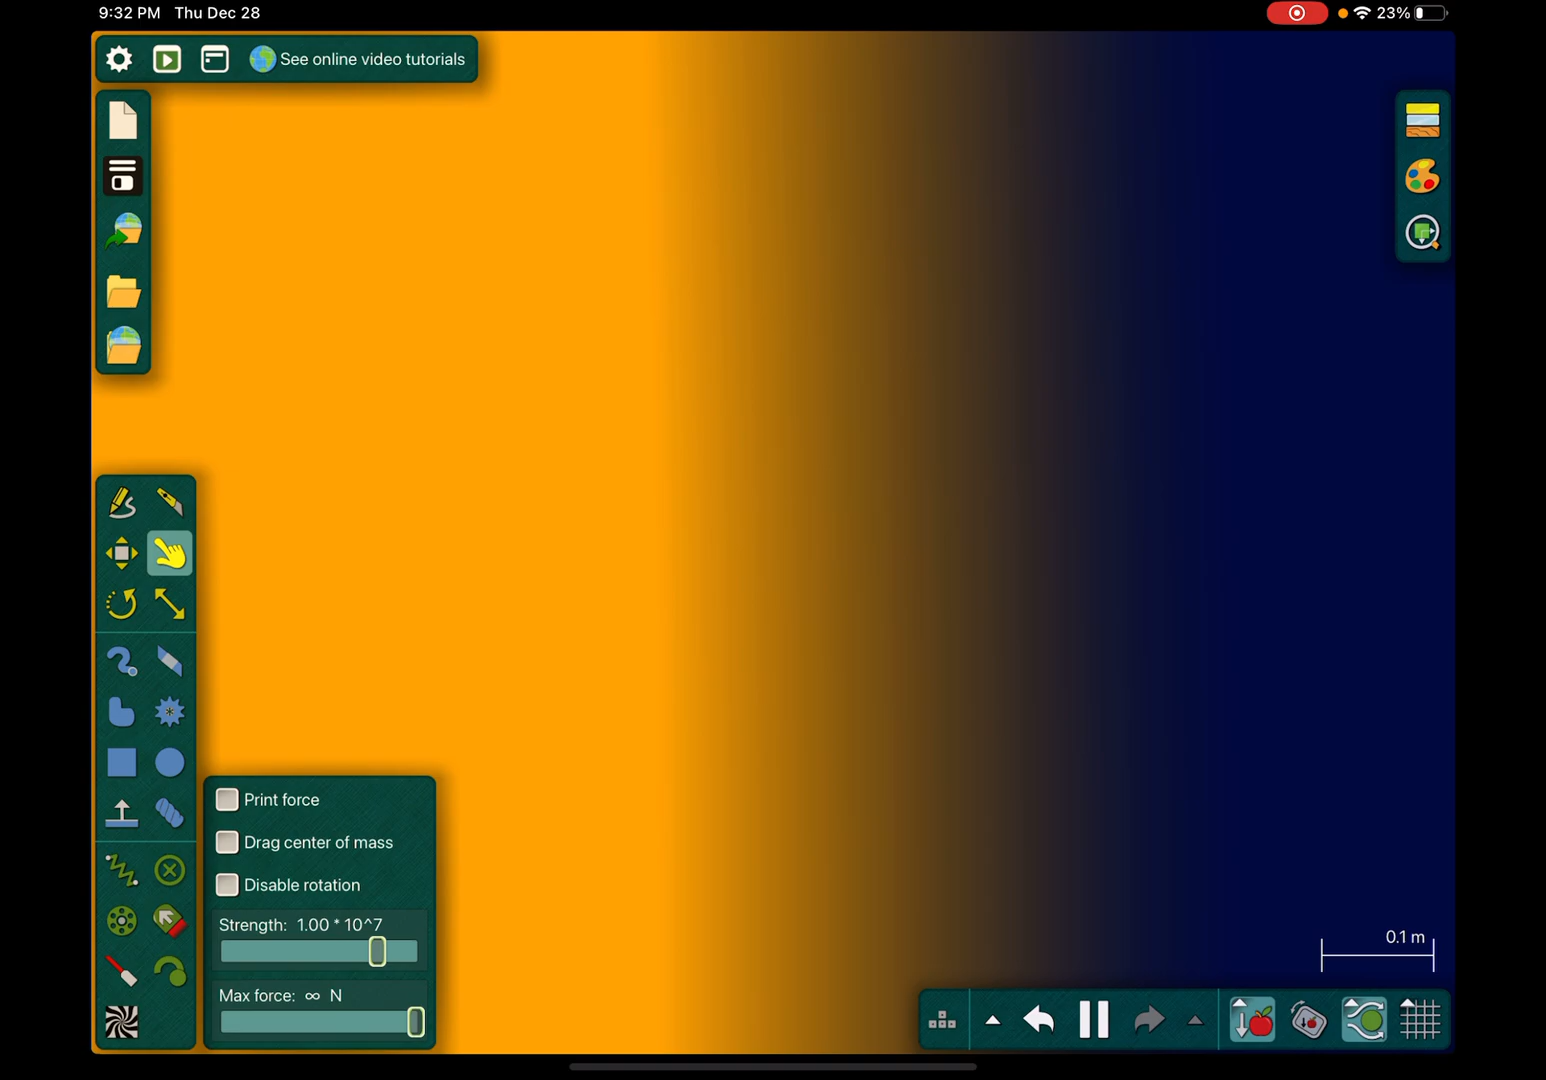 9:32 PM Thu Dec 28
23%
See online video tutorials
Print force
Drag center of mass
Disable rotation
Strength: 1.00 * 10^7
Max force: ∞ N
0.1 m